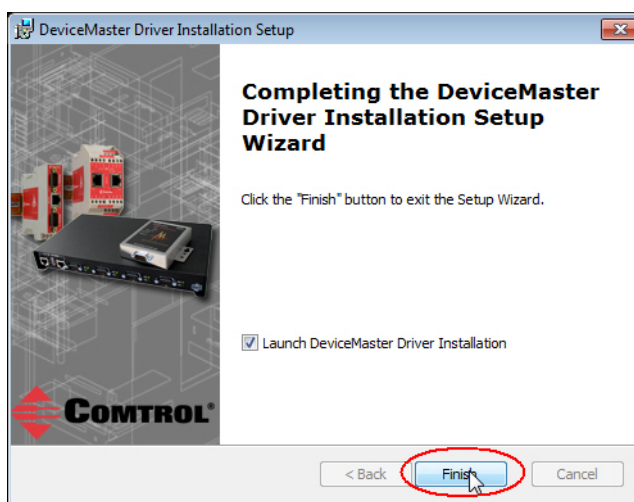 DeviceMaster Driver Installation Setup
Completing the DeviceMaster
Driver Installation Setup
Wizard
Click the "Finish" button to exit the Setup Wizard.
Launch DeviceMaster Driver Installation
COMTROL®
< Back
Finish
Cancel